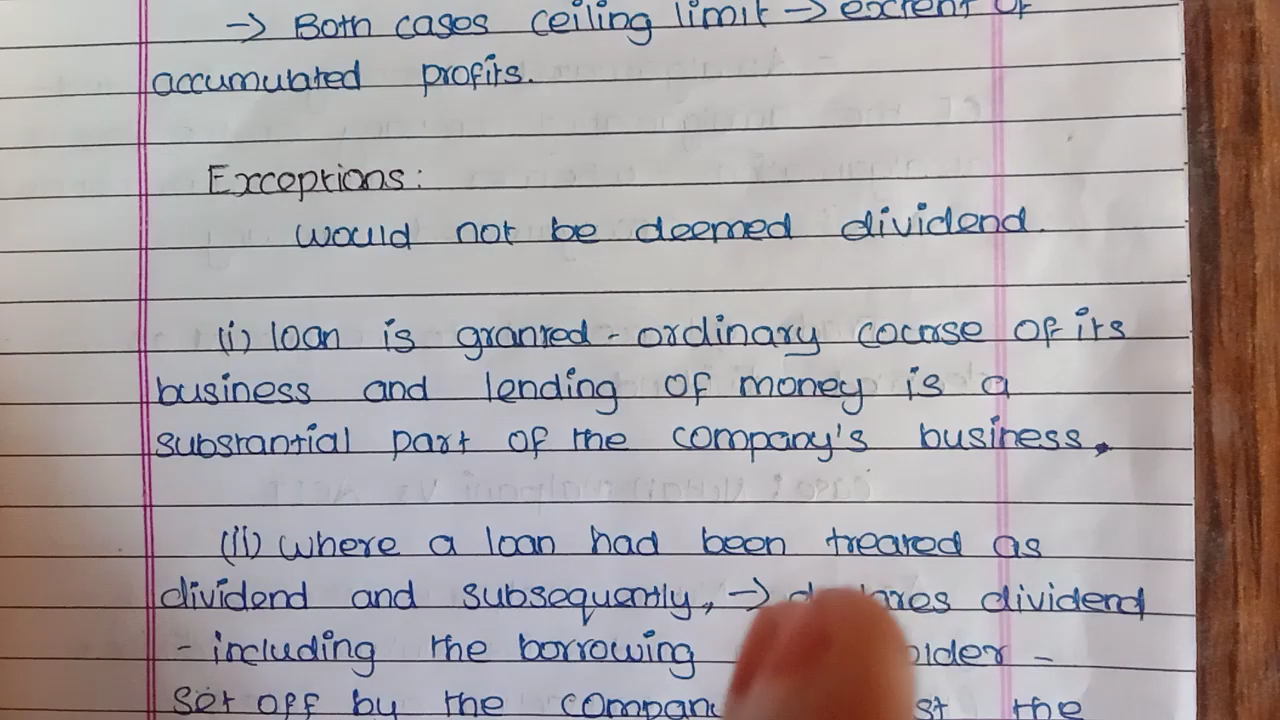 → Both cases ceiling limit → extent of
accumulated profits.
Exceptions:
would not be deemed dividend.
(i) loan is granted - ordinary course of its
business and lending of money is a
substantial part of the company's business.
(ii) where a loan had been treated as
dividend and subsequently, → dividend
- including the borrowing -
set off by the the